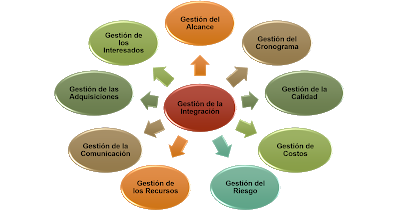 Gestión del
Alcance
Gestión de
los
Interesados
Gestión del
Cronograma
Gestión de las
Adquisiciones
Gestión de la
Calidad
Gestión de la
Integración
Gestión de la
Comunicación
Gestión de
Costos
Gestión de
los Recursos
Gestión del
Riesgo